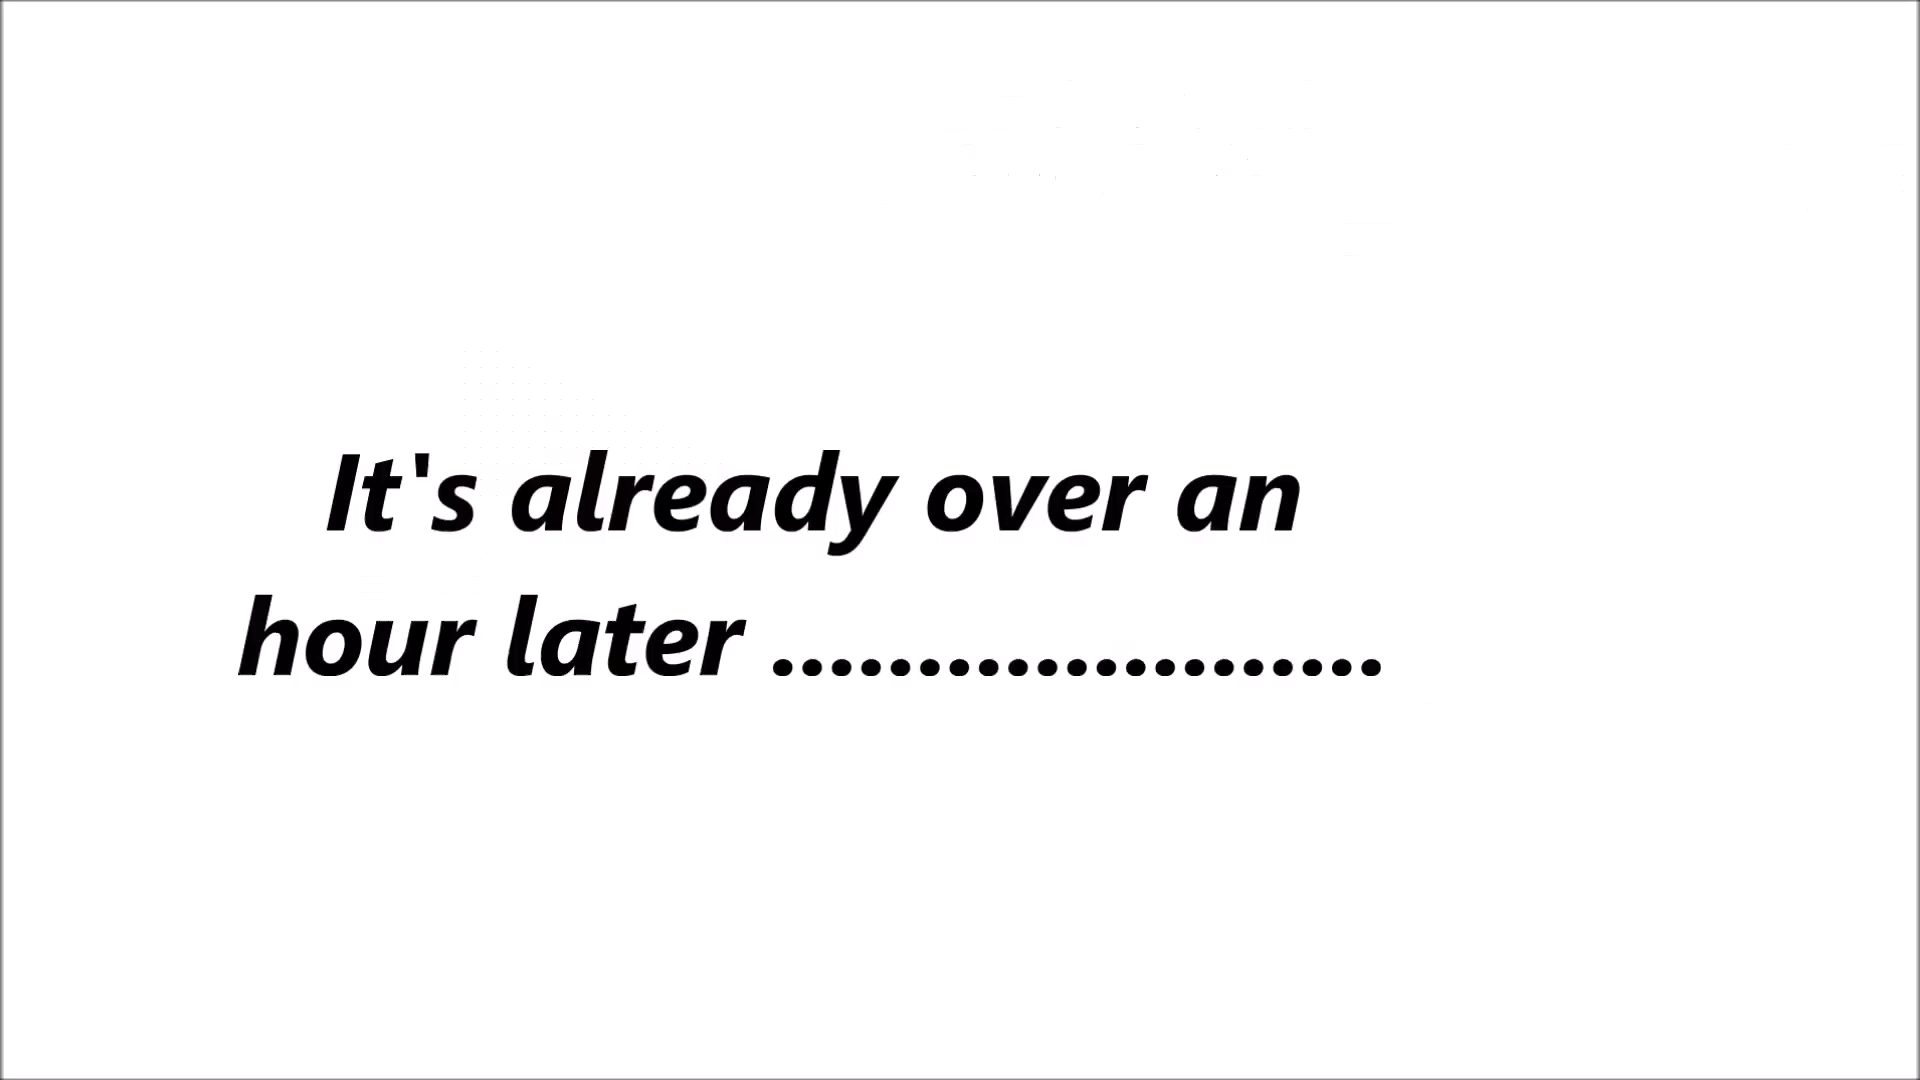 It's already over an
hour later .....................